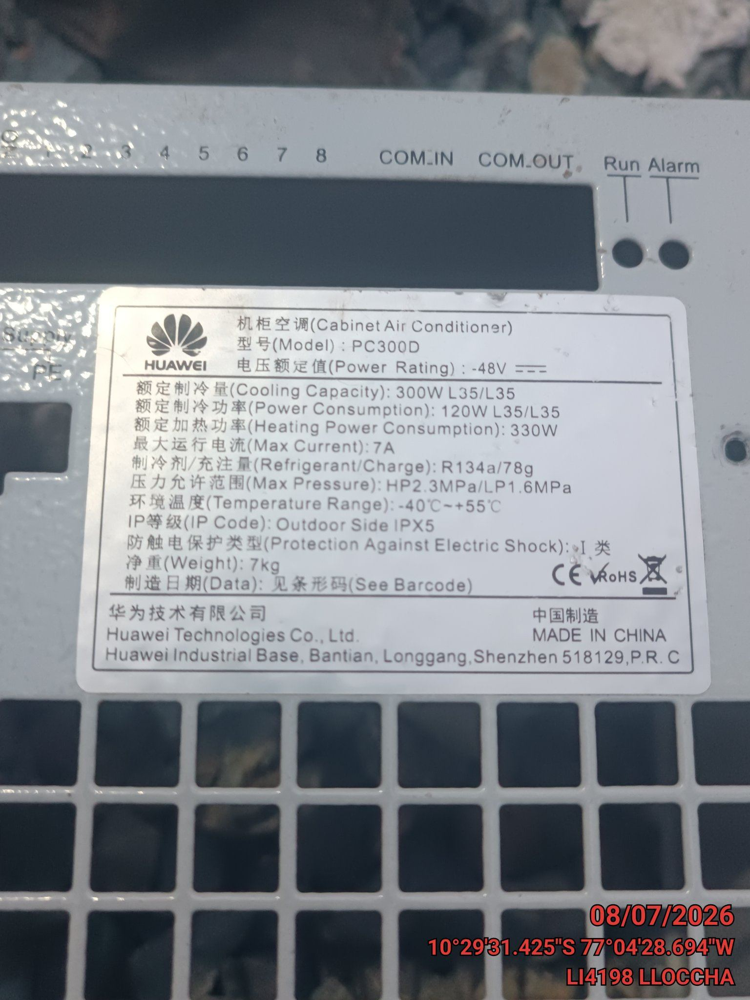 1 2 3 4 5 6 7 8 COM_IN COM_OUT Run Alarm
Supply
PE
HUAWEI
机柜空调(Cabinet Air Conditioner)
型号(Model) : PC300D
电压额定值(Power Rating) : -48V
额定制冷量(Cooling Capacity): 300W L35/L35
额定制冷功率(Power Consumption): 120W L35/L35
额定加热功率(Heating Power Consumption): 330W
最大运行电流(Max Current): 7A
制冷剂/充注量(Refrigerant/Charge): R134a/78g
压力允许范围(Max Pressure): HP2.3MPa/LP1.6MPa
环境温度(Temperature Range): -40℃~+55℃
IP等级(IP Code): Outdoor Side IPX5
防触电保护类型(Protection Against Electric Shock): I 类
净重(Weight): 7kg
制造日期(Data): 见条形码(See Barcode)
CE RoHS
华为技术有限公司
中国制造
Huawei Technologies Co., Ltd.
MADE IN CHINA
Huawei Industrial Base, Bantian, Longgang,Shenzhen 518129,P.R. C
08/07/2026
10°29'31.425"S 77°04'28.694"W
LI4198 LLOCCHA